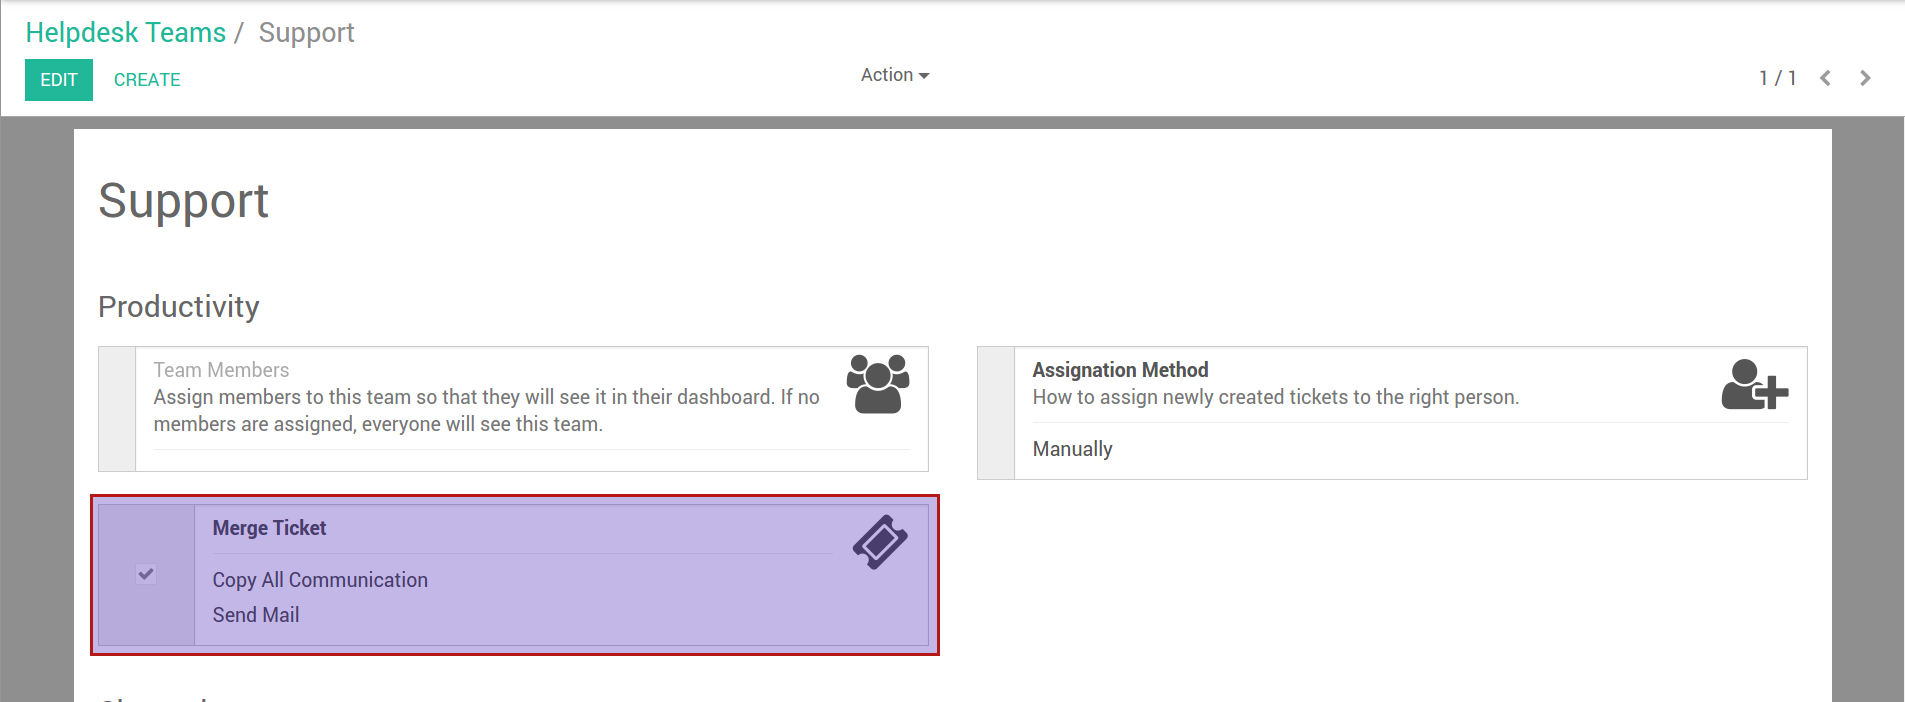 Helpdesk Teams / Support
EDIT CREATE
Action
1 / 1
Support
Productivity
Team Members
Assign members to this team so that they will see it in their dashboard. If no
members are assigned, everyone will see this team.
Assignation Method
How to assign newly created tickets to the right person.
Manually
Merge Ticket
Copy All Communication
Send Mail